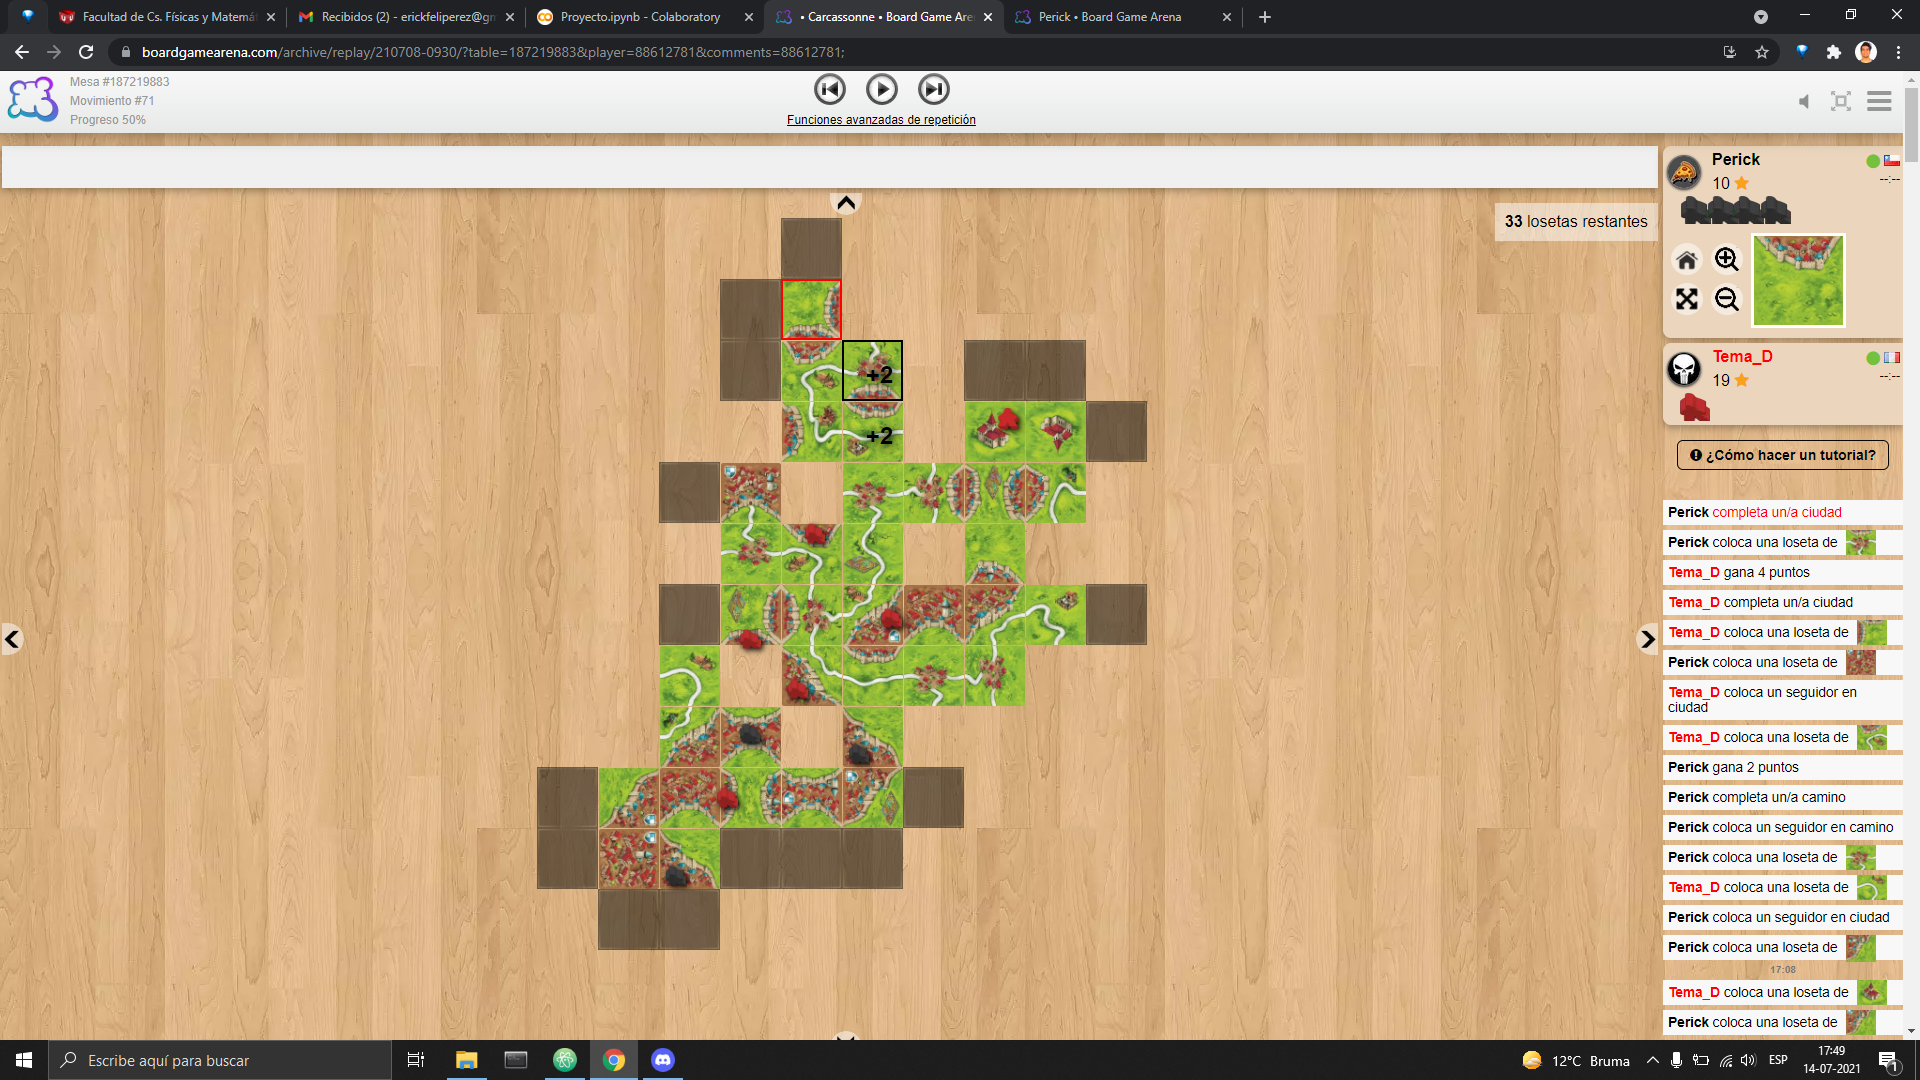 Facultad de Cs. Físicas y Matemát
Recibidos (2) - erickfeliperez@gm
Proyecto.ipynb - Colaboratory
• Carcassonne • Board Game Are
Perick • Board Game Arena
boardgamearena.com/archive/replay/210708-0930/?table=187219883&player=88612781&comments=88612781;
Mesa #187219883
Movimiento #71
Progreso 50%
Funciones avanzadas de repetición
33 losetas restantes
+2
+2
Perick
10
--:--
Tema_D
19
--:--
¿Cómo hacer un tutorial?
Perick completa un/a ciudad
Perick coloca una loseta de
Tema_D gana 4 puntos
Tema_D completa un/a ciudad
Tema_D coloca una loseta de
Perick coloca una loseta de
Tema_D coloca un seguidor en
ciudad
Tema_D coloca una loseta de
Perick gana 2 puntos
Perick completa un/a camino
Perick coloca un seguidor en camino
Perick coloca una loseta de
Tema_D coloca una loseta de
Perick coloca un seguidor en ciudad
Perick coloca una loseta de
17:08
Tema_D coloca una loseta de
Perick coloca una loseta de
Escribe aquí para buscar
12°C Bruma
ESP
17:49
14-07-2021
1